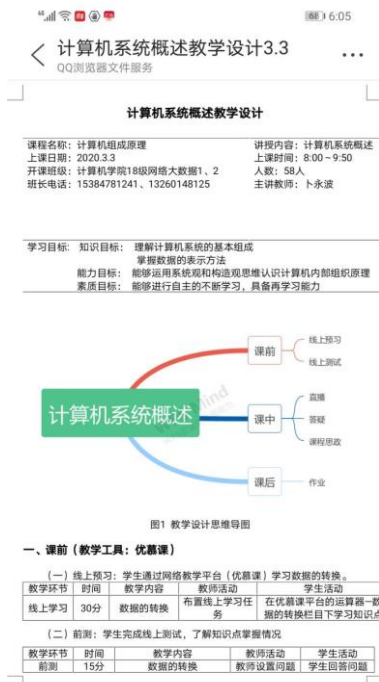 68 6:05
计算机系统概述教学设计3.3
QQ浏览器文件服务
计算机系统概述教学设计
课程名称：计算机组成原理 讲授内容：计算机系统概述
上课日期：2020.3.3 上课时间：8:00～9:50
开课班级：计算机学院18级网络大数据1、2 人数：58人
班长电话：15384781241、13260148125 主讲教师：卜永波
学习目标: 知识目标： 理解计算机系统的基本组成
掌握数据的表示方法
能力目标： 能够运用系统观和构造观思维认识计算机内部组织原理
素质目标： 能够进行自主的不断学习，具备再学习能力
计算机系统概述
课前
线上预习
线上测试
课中
直播
答疑
课程思政
课后
作业
图1 教学设计思维导图
一、课前（教学工具：优慕课）
（一）线上预习：学生通过网络教学平台（优慕课）学习数据的转换。
教学环节 时间 教学内容 教师活动 学生活动
线上学习 30分 数据的转换 布置线上学习任务 在优慕课平台的运算器—数
据的转换栏目下学习知识点
（二）前测：学生完成线上测试，了解知识点掌握情况
教学环节 时间 教学内容 教师活动 学生活动
前测 15分 数据的转换 教师设置问题 学生回答问题